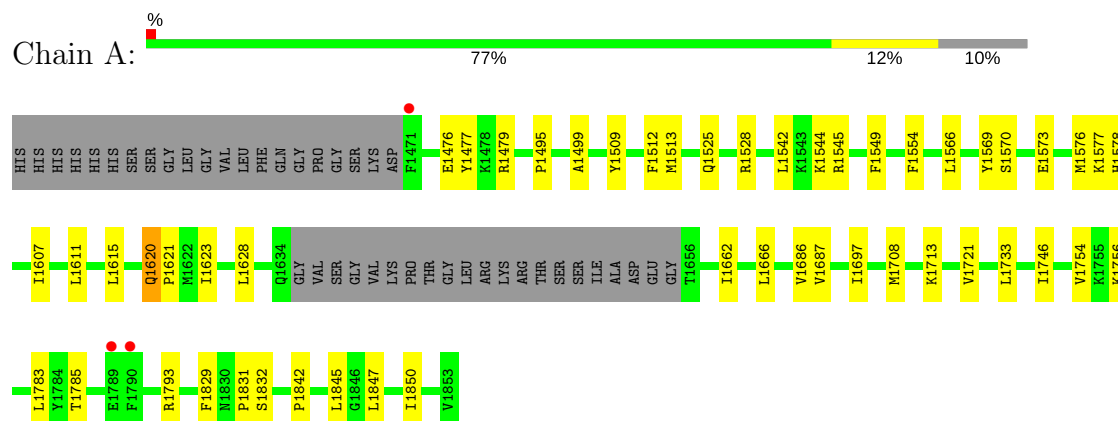 %
Chain A:
77% 12% 10%
HIS HIS HIS HIS HIS HIS SER SER GLY LEU GLY VAL LEU PHE GLN GLY PRO GLY SER LYS ASP F1471 E1476 Y1477 K1478 R1479 P1495 A1499 Y1509 F1512 M1513 Q1525 R1528 L1542 K1543 K1544 R1545 F1549 F1554 L1566 Y1569 S1570 E1573 M1576 K1577
I1607 L1611 L1615 Q1620 P1621 M1622 I1623 L1628 Q1634 GLY VAL SER GLY VAL LYS PRO THR GLY LEU ARG LYS ARG THR SER SER ILE ALA ASP GLU GLY T1656 I1662 L1666 V1686 V1687 I1697 M1708 K1713 V1721 L1733 I1746 V1754 K1755
L1783 Y1784 T1785 E1789 F1790 R1793 F1829 N1830 P1831 S1832 P1842 L1845 G1846 L1847 I1850 V1853